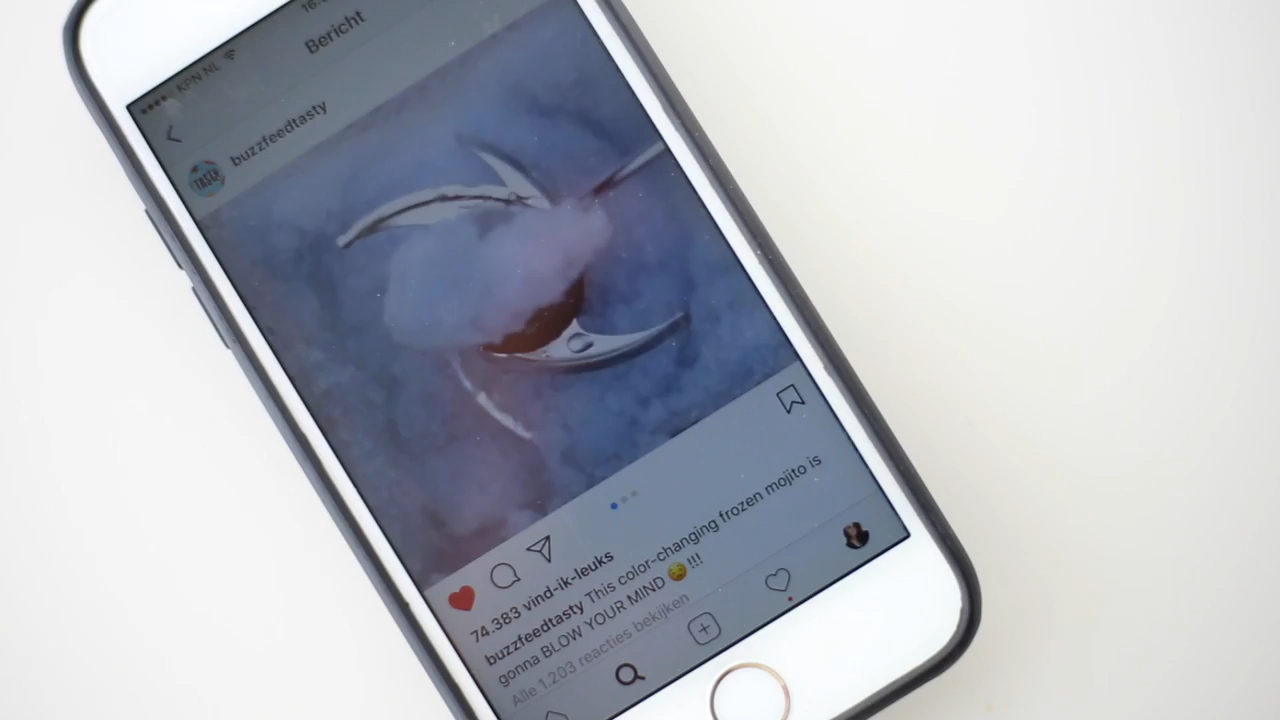 KPN NL
Bericht
buzzfeedtasty
TASTY
74.383 vind-ik-leuks
buzzfeedtasty This color-changing frozen mojito is
gonna BLOW YOUR MIND 😉 !!!
Alle 1.203 reacties bekijken